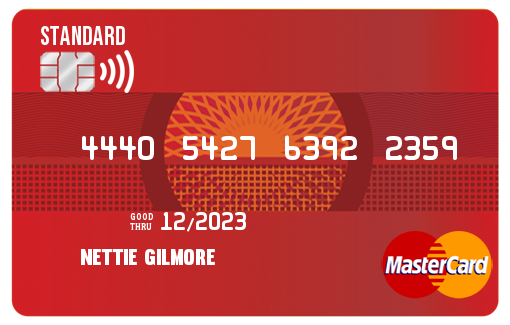 STANDARD
4440 5427 6392 2359
GOOD THRU 12/2023
NETTIE GILMORE
MasterCard